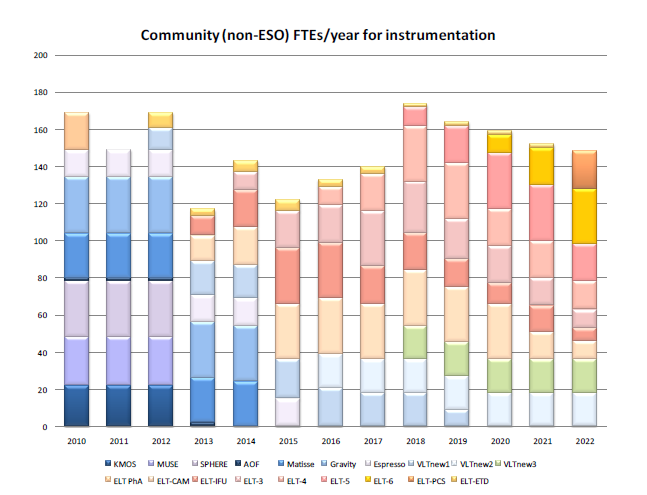 Community (non-ESO) FTEs/year for instrumentation
200
180
160
140
120
100
80
60
40
20
0
2010 2011 2012 2013 2014 2015 2016 2017 2018 2019 2020 2021 2022
KMOS MUSE SPHERE AOF Matisse Gravity Espresso VLTnew1 VLTnew2 VLTnew3
ELT PhA ELT-CAM ELT-IFU ELT-3 ELT-4 ELT-5 ELT-6 ELT-PCS ELT-ETD